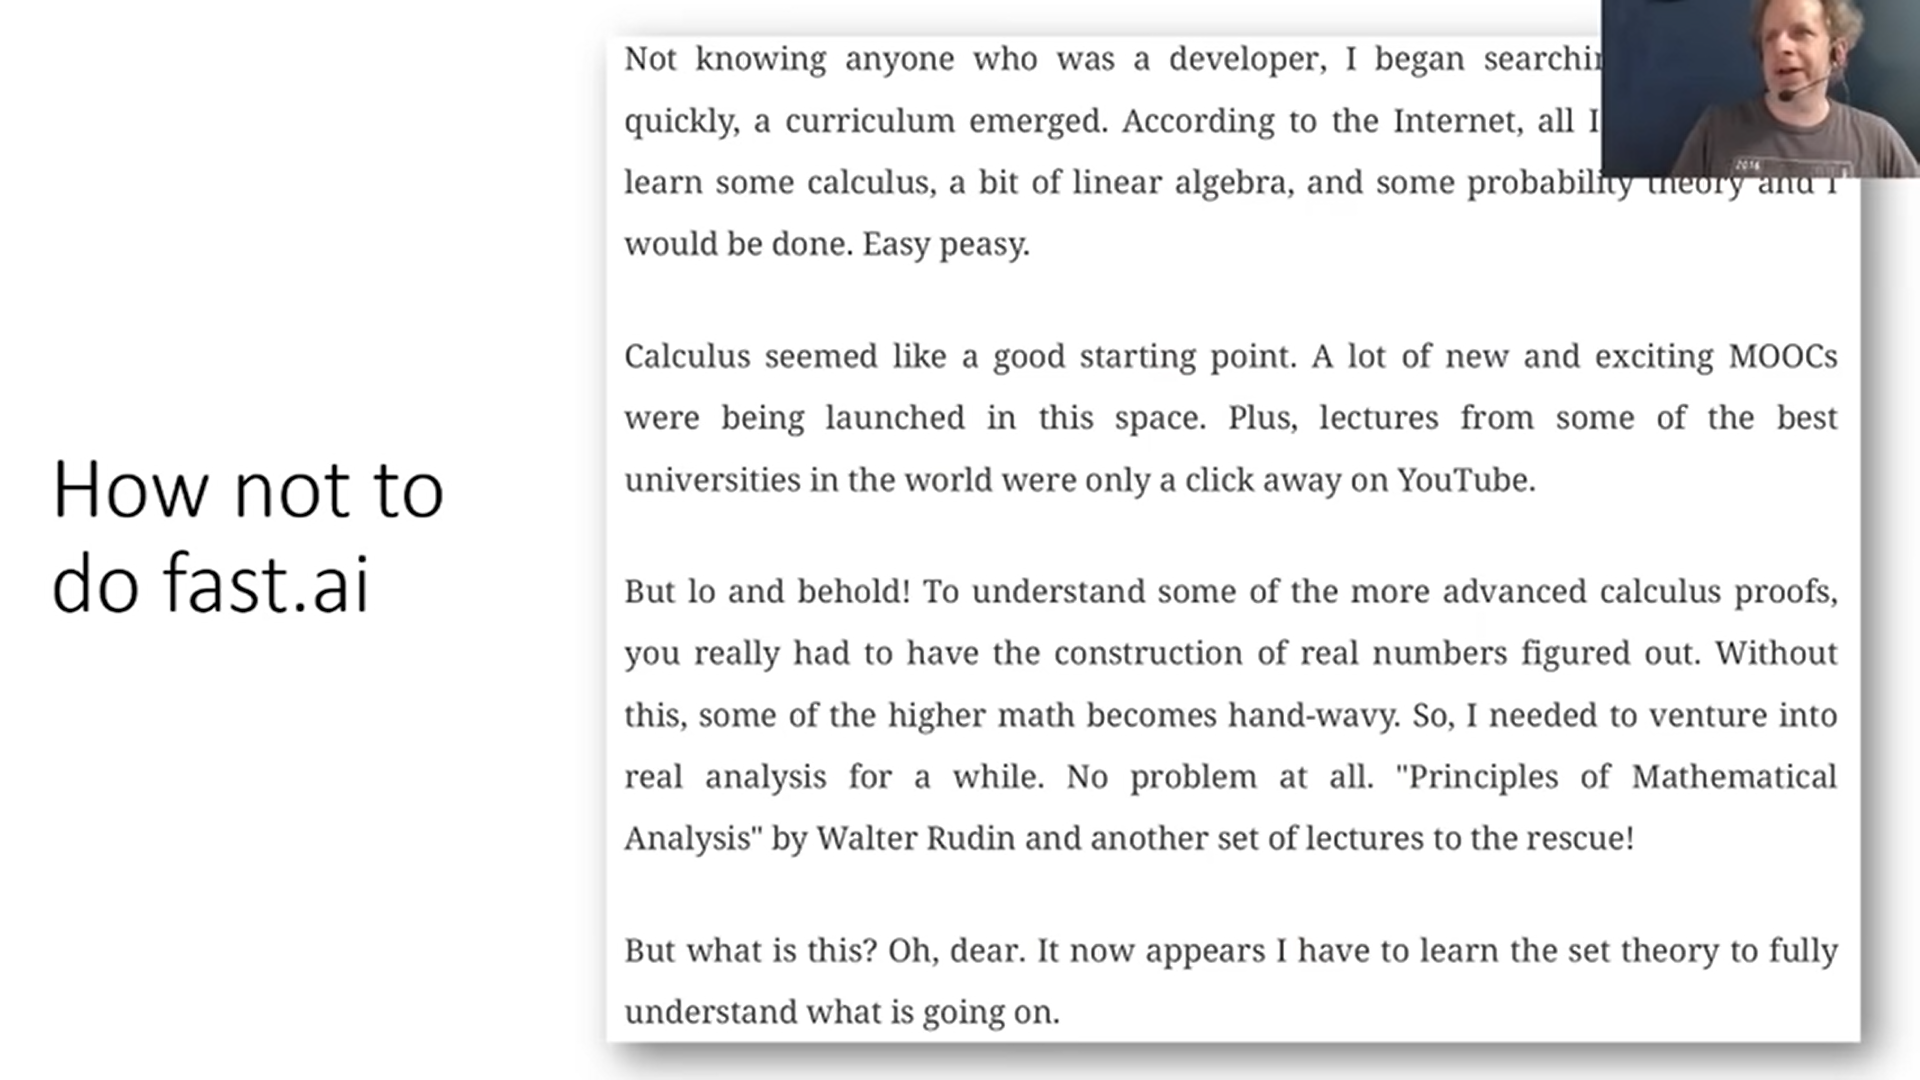 How not to
do fast.ai
Not knowing anyone who was a developer, I began
quickly, a curriculum emerged. According to the Internet, all I
learn some calculus, a bit of linear algebra, and some probability theory and I
would be done. Easy peasy.
Calculus seemed like a good starting point. A lot of new and exciting MOOCs
were being launched in this space. Plus, lectures from some of the best
universities in the world were only a click away on YouTube.
But lo and behold! To understand some of the more advanced calculus proofs,
you really had to have the construction of real numbers figured out. Without
this, some of the higher math becomes hand-wavy. So, I needed to venture into
real analysis for a while. No problem at all. "Principles of Mathematical
Analysis" by Walter Rudin and another set of lectures to the rescue!
But what is this? Oh, dear. It now appears I have to learn the set theory to fully
understand what is going on.
2016